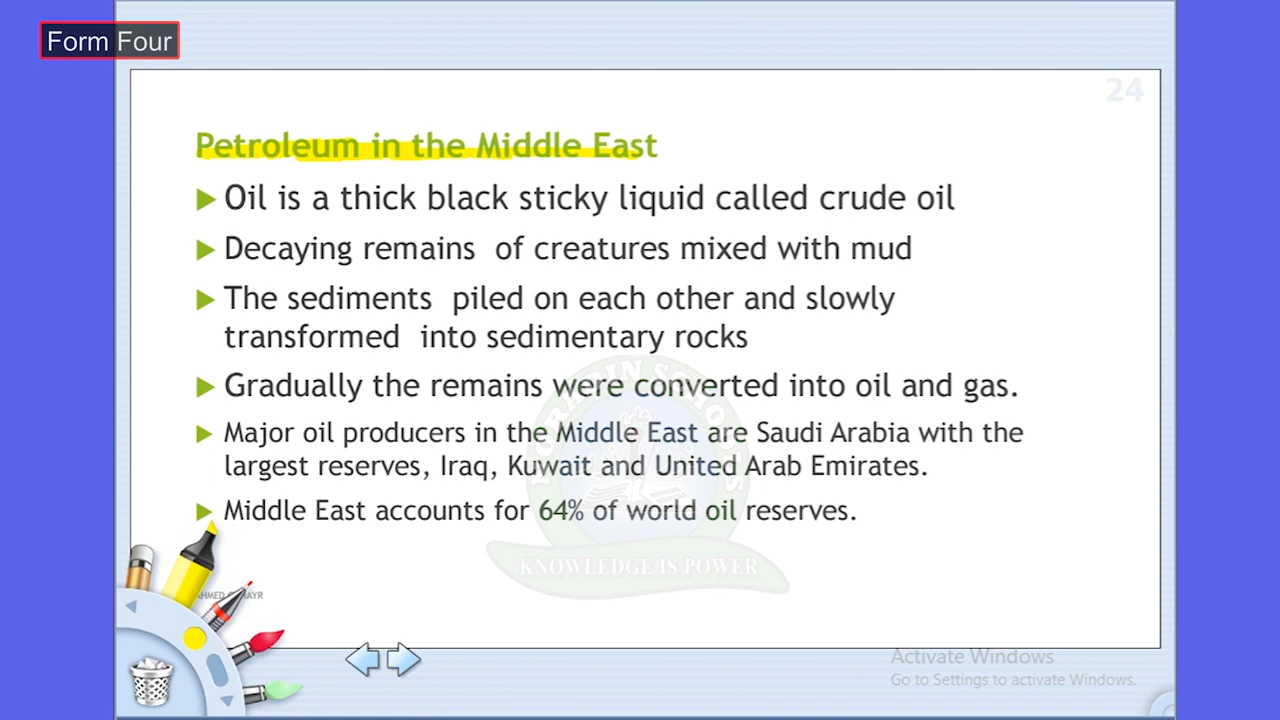 Form Four
24
Petroleum in the Middle East
Oil is a thick black sticky liquid called crude oil
Decaying remains of creatures mixed with mud
The sediments piled on each other and slowly
transformed into sedimentary rocks
Gradually the remains were converted into oil and gas.
Major oil producers in the Middle East are Saudi Arabia with the
largest reserves, Iraq, Kuwait and United Arab Emirates.
Middle East accounts for 64% of world oil reserves.
SCHOOLS
KNOWLEDGE IS POWER
Activate Windows
Go to Settings to activate Windows.